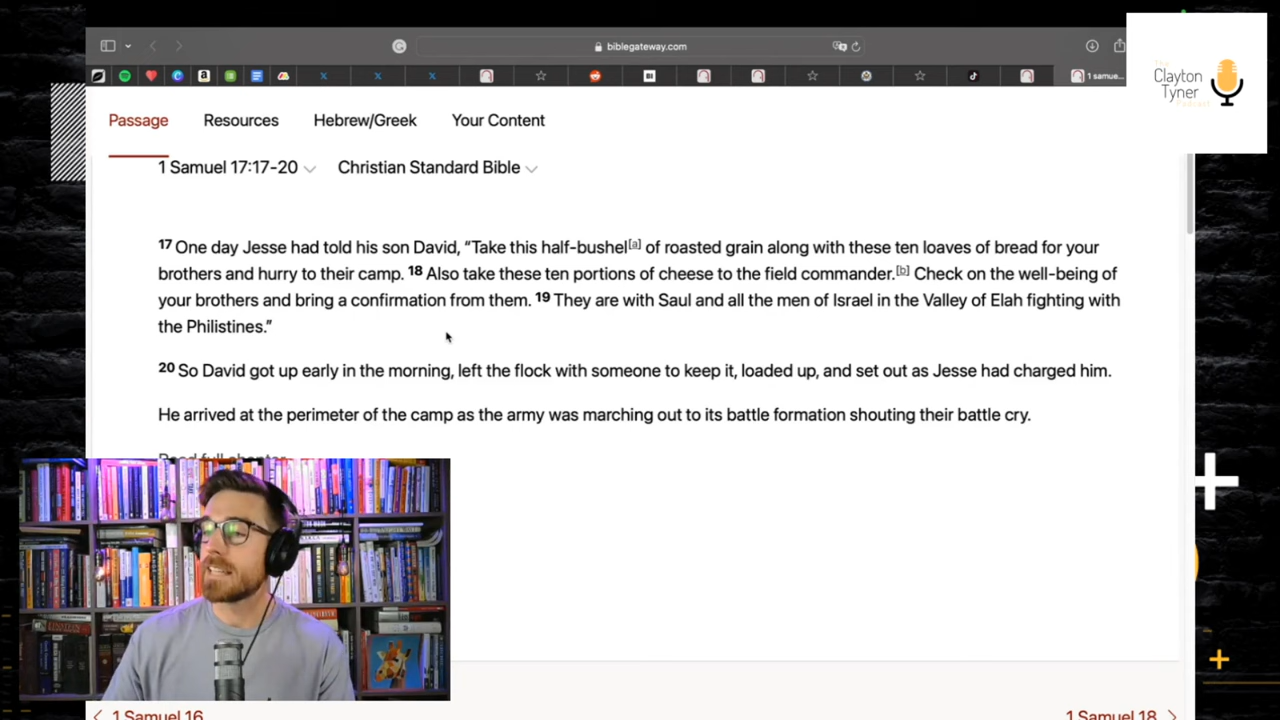 biblegateway.com
1 samue...
The
Clayton
Tyner
Podcast
Passage
Resources
Hebrew/Greek
Your Content
1 Samuel 17:17-20
Christian Standard Bible
17 One day Jesse had told his son David, “Take this half-bushel[a] of roasted grain along with these ten loaves of bread for your
brothers and hurry to their camp. 18 Also take these ten portions of cheese to the field commander.[b] Check on the well-being of
your brothers and bring a confirmation from them. 19 They are with Saul and all the men of Israel in the Valley of Elah fighting with
the Philistines.”
20 So David got up early in the morning, left the flock with someone to keep it, loaded up, and set out as Jesse had charged him.
He arrived at the perimeter of the camp as the army was marching out to its battle formation shouting their battle cry.
Read full chapter
1 Samuel 16
1 Samuel 18